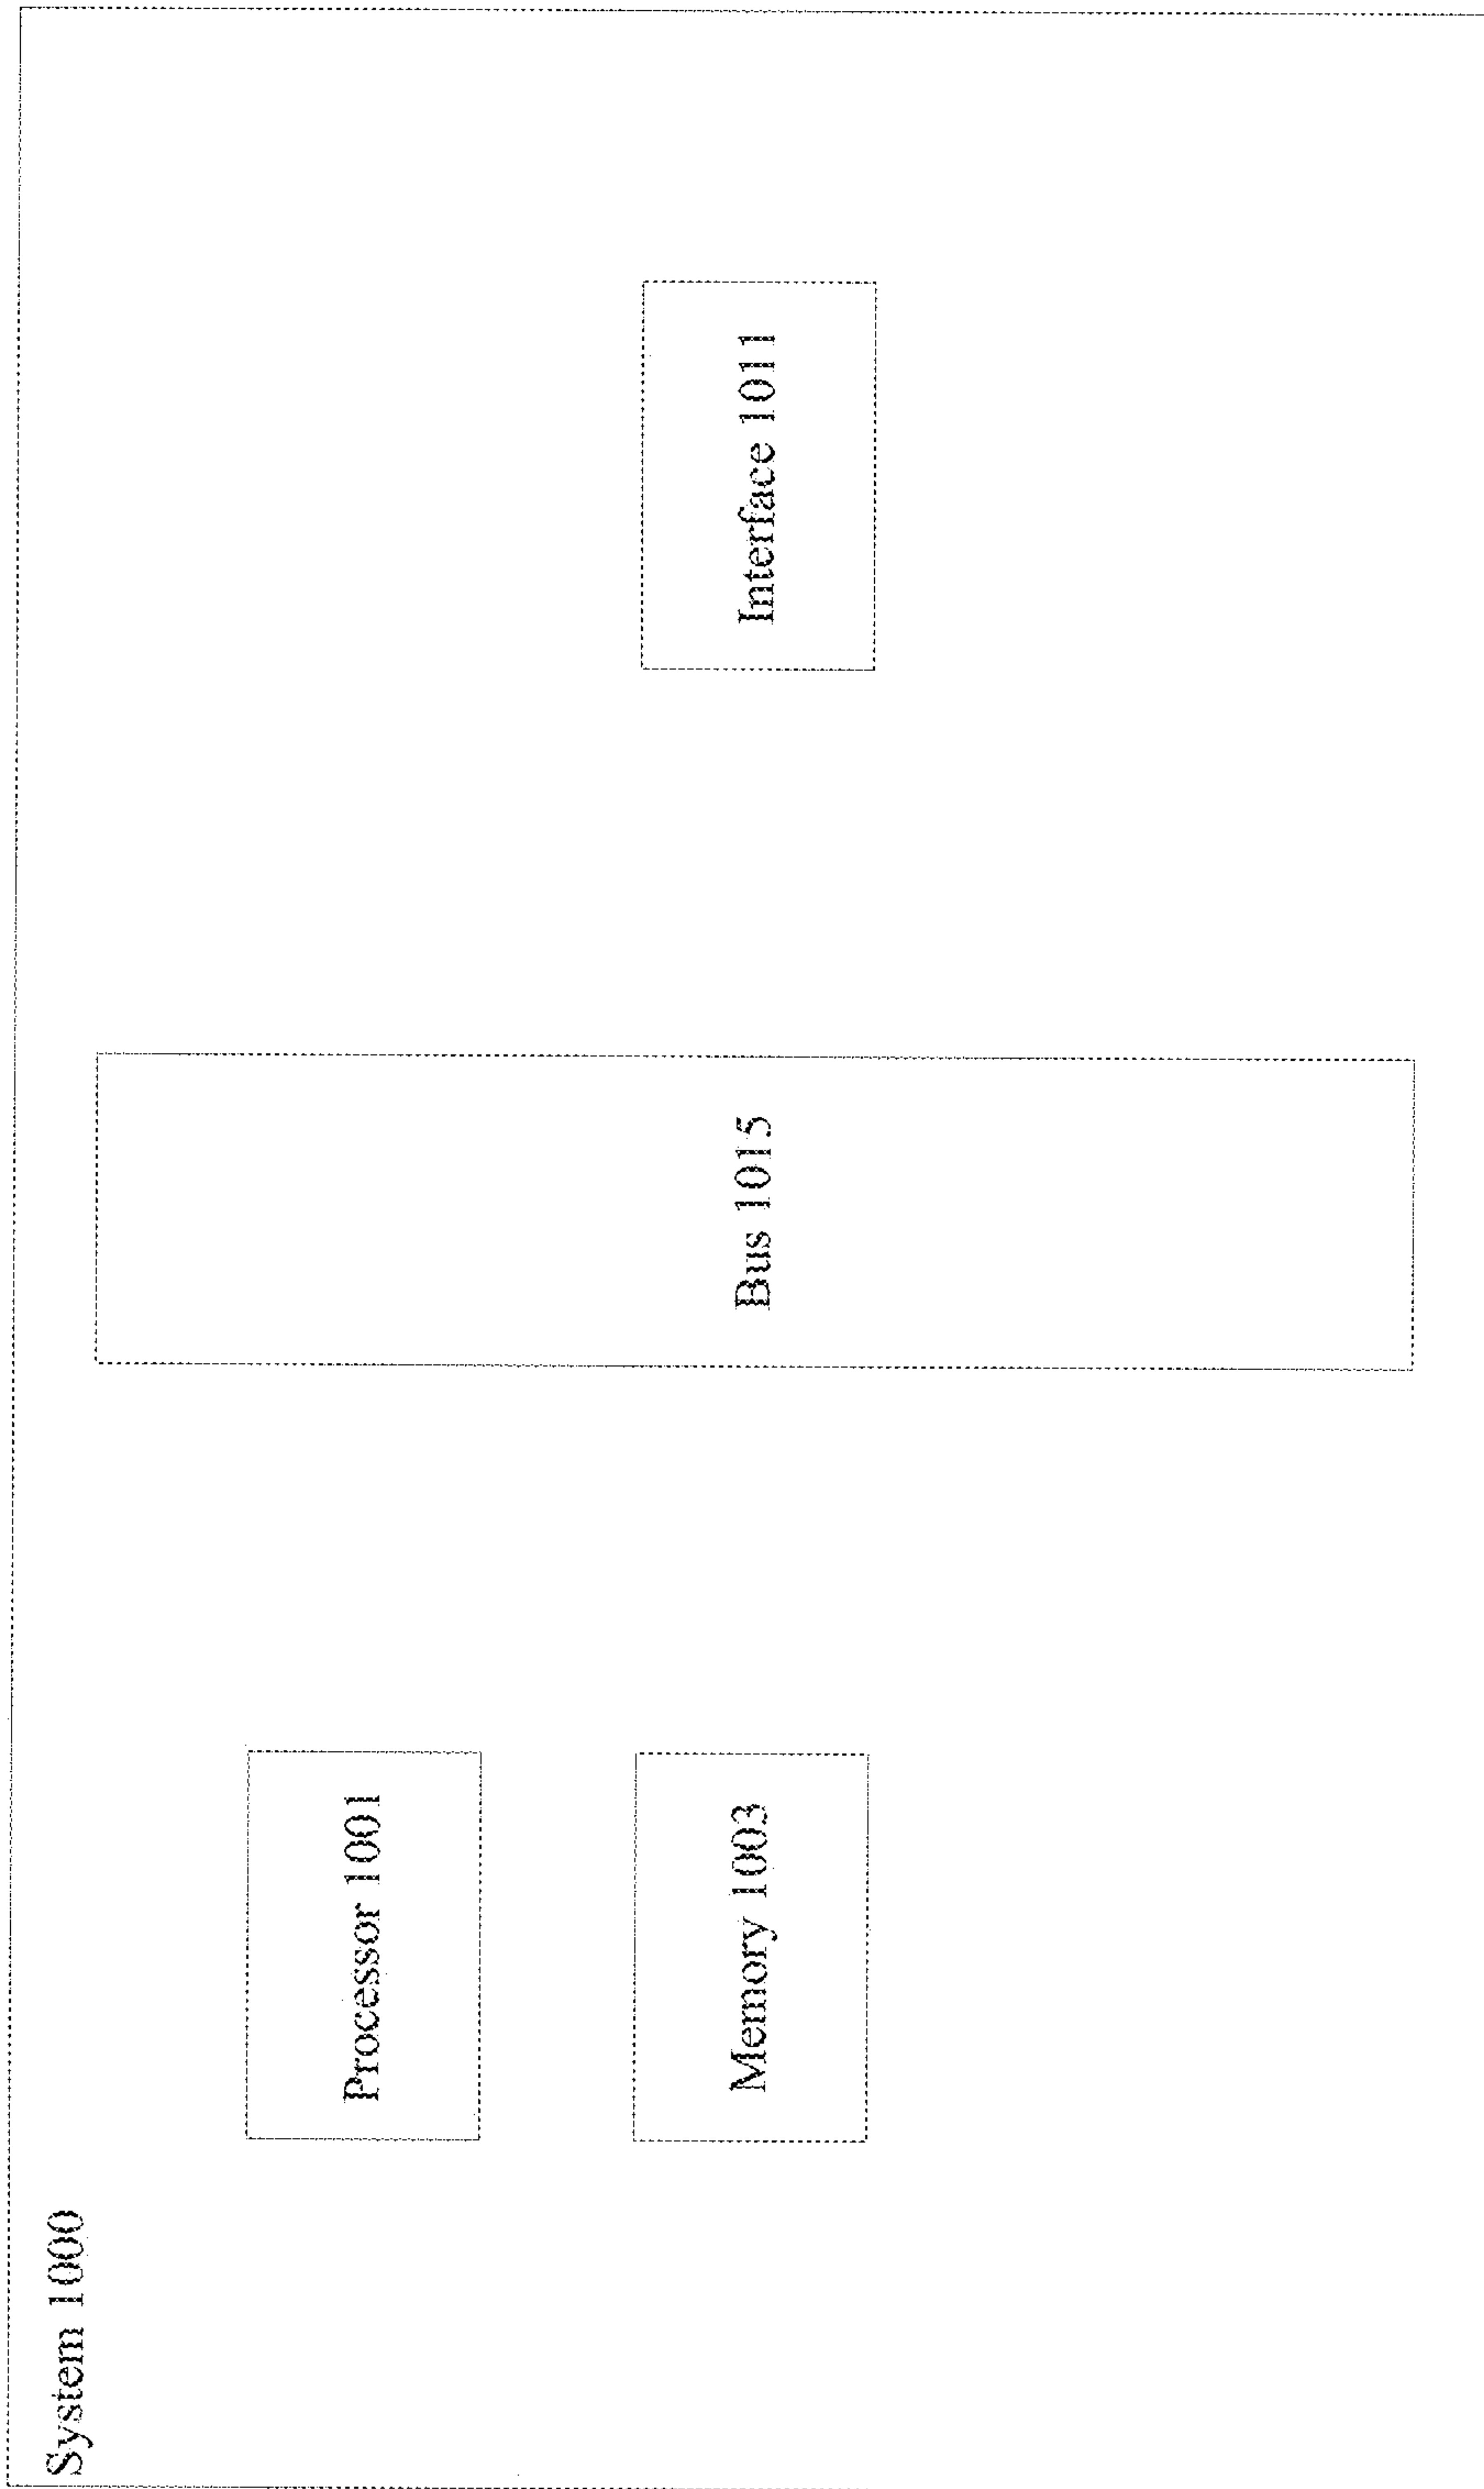 System 1000
Processor 1001
Memory 1003
Bus 1015
Interface 1011